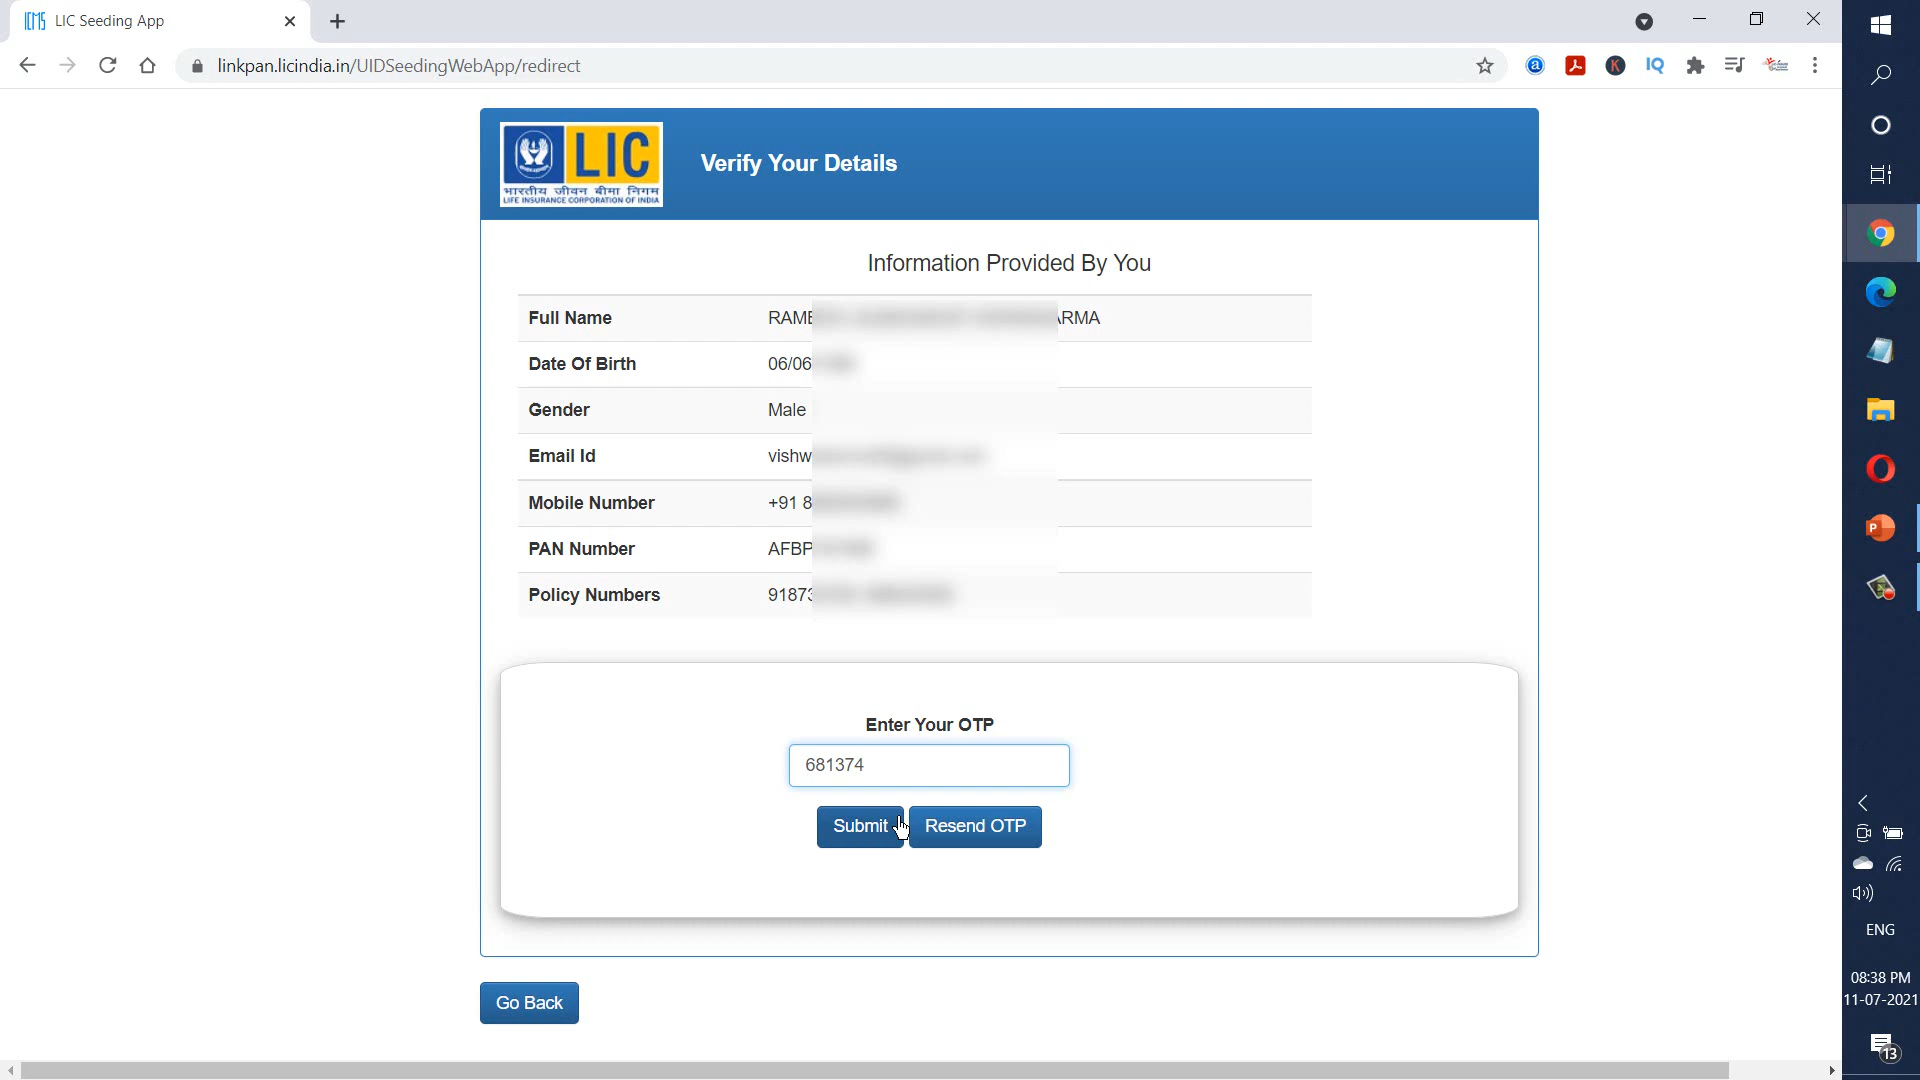 LIC Seeding App
linkpan.licindia.in/UIDSeedingWebApp/redirect
LIC
भारतीय जीवन बीमा निगम
LIFE INSURANCE CORPORATION OF INDIA
Verify Your Details
Information Provided By You
Full Name RAM RMA
Date Of Birth 06/06
Gender Male
Email Id vishw
Mobile Number +91 8
PAN Number AFBP
Policy Numbers 9187
Enter Your OTP
681374
Submit Resend OTP
Go Back
ENG
08:38 PM
11-07-2021
13